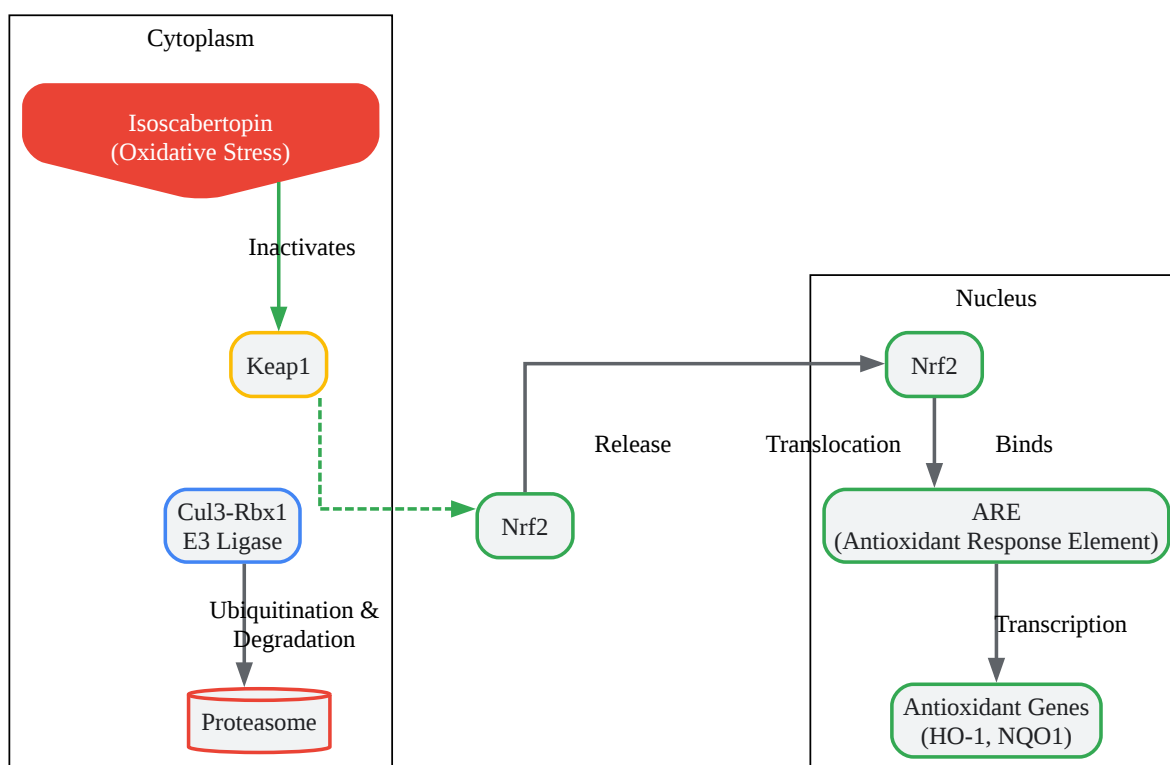 Cytoplasm
Isoscabertopin
(Oxidative Stress)
Inactivates
Nucleus
Keap1
Nrf2
Release
Translocation
Binds
Cul3-Rbx1
E3 Ligase
Nrf2
ARE
(Antioxidant Response Element)
Ubiquitination &
Degradation
Transcription
Proteasome
Antioxidant Genes
(HO-1, NQO1)